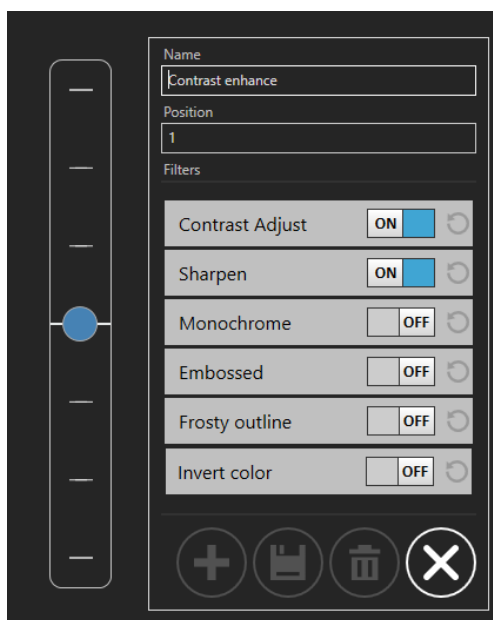 Name
Contrast enhance
Position
1
Filters
Contrast Adjust ON
Sharpen ON
Monochrome OFF
Embossed OFF
Frosty outline OFF
Invert color OFF